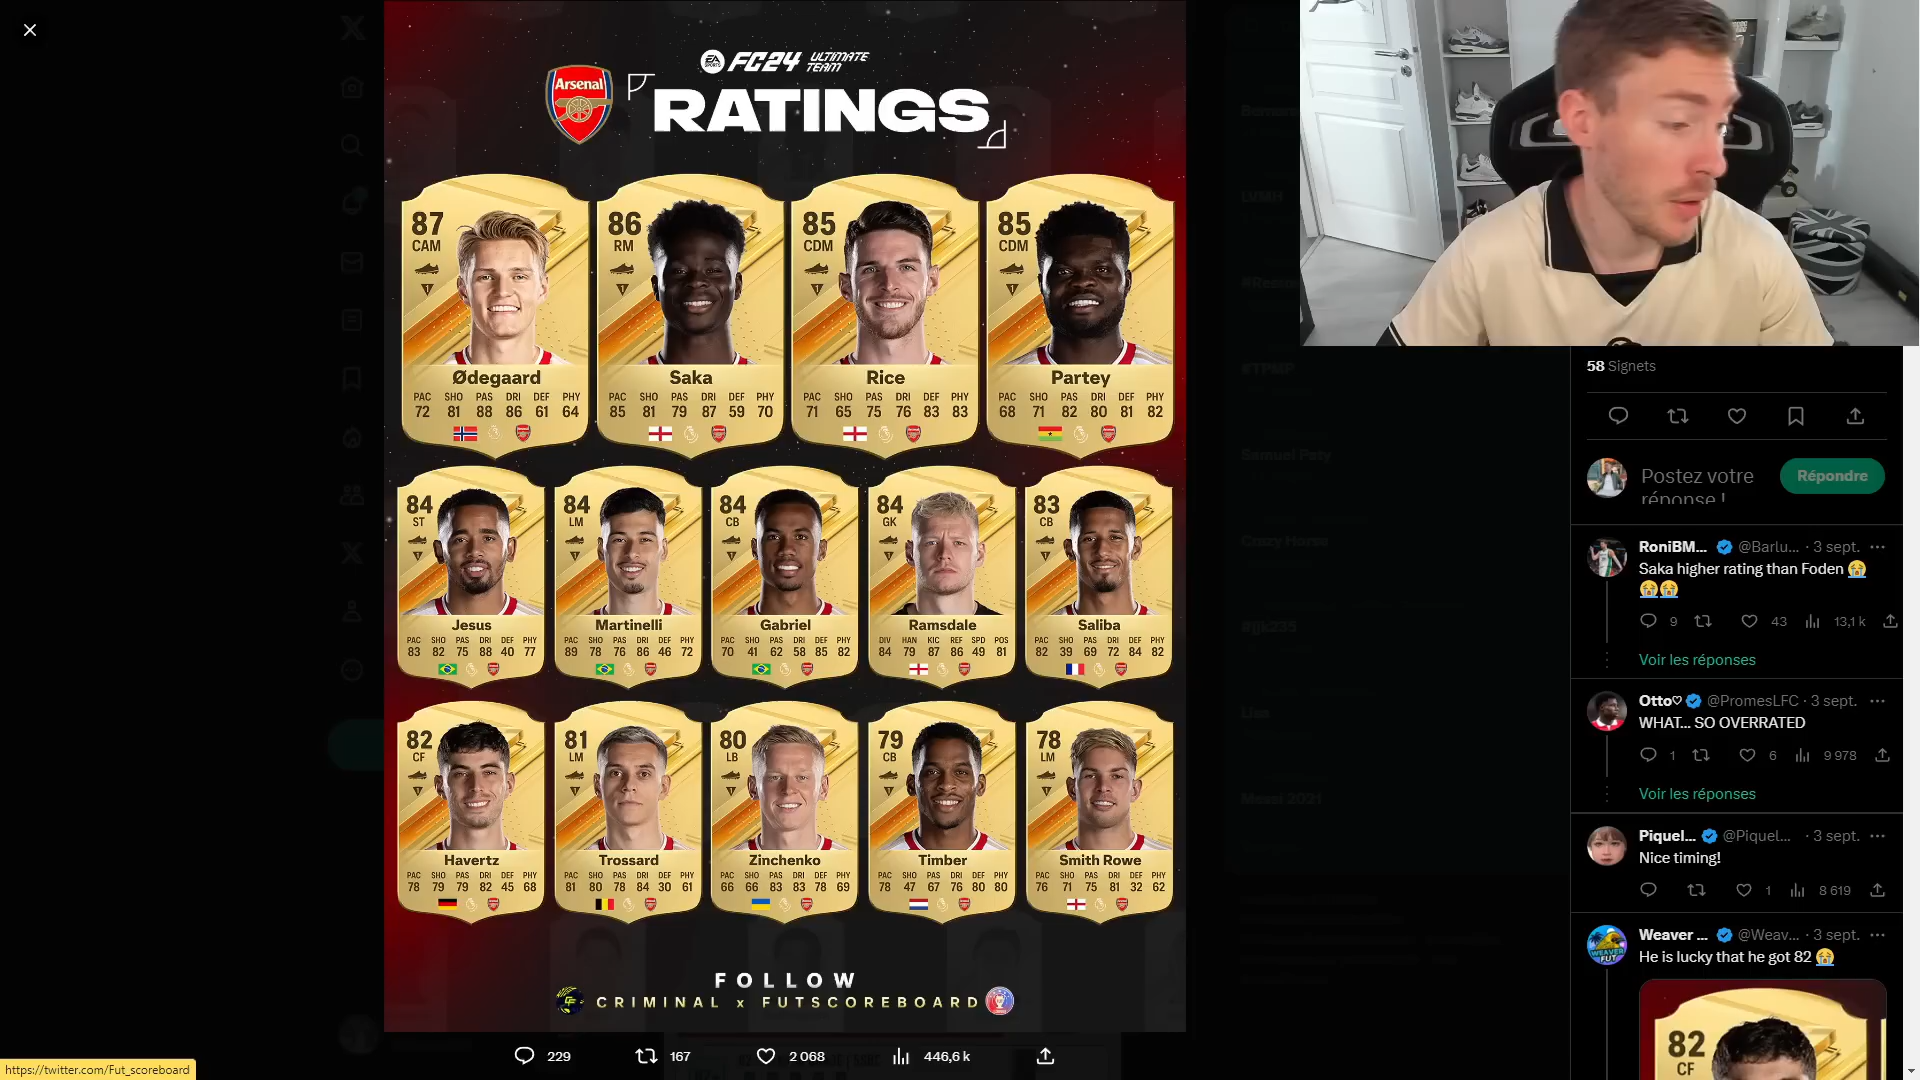 EA SPORTS FC24 ULTIMATE TEAM
Arsenal
RATINGS
87 CAM
Ødegaard
PAC SHO PAS DRI DEF PHY
72 81 88 86 61 64
86 RM
Saka
PAC SHO PAS DRI DEF PHY
85 81 79 87 59 70
85 CDM
Rice
PAC SHO PAS DRI DEF PHY
71 65 75 76 83 83
85 CDM
Partey
PAC SHO PAS DRI DEF PHY
68 71 82 80 81 82
84 ST
Jesus
PAC SHO PAS DRI DEF PHY
83 82 75 88 40 77
84 LM
Martinelli
PAC SHO PAS DRI DEF PHY
89 78 76 86 46 72
84 CB
Gabriel
PAC SHO PAS DRI DEF PHY
70 41 62 58 85 82
84 GK
Ramsdale
DIV HAN KIC REF SPD POS
84 79 87 86 49 81
83 CB
Saliba
PAC SHO PAS DRI DEF PHY
82 39 69 72 84 82
82 CF
Havertz
PAC SHO PAS DRI DEF PHY
78 79 79 82 45 68
81 LM
Trossard
PAC SHO PAS DRI DEF PHY
81 80 78 84 30 61
80 LB
Zinchenko
PAC SHO PAS DRI DEF PHY
66 66 83 83 78 69
79 CB
Timber
PAC SHO PAS DRI DEF PHY
78 47 67 76 80 80
78 LM
Smith Rowe
PAC SHO PAS DRI DEF PHY
76 71 75 81 32 62
FOLLOW
CRIMINAL x FUTSCOREBOARD
229 167 2 068 446,6 k
https://twitter.com/Fut_scoreboard
LVMH
#TPMP
Samuel Paty
Crazy Horse
#jjk235
Lisa
Messi 2021
58 Signets
Postez votre
réponse !
Répondre
RoniBM... @Barlu... · 3 sept. ...
Saka higher rating than Foden 😭
😭😭
9 43 13,1 k
Voir les réponses
Otto♡ @PromesLFC · 3 sept. ...
WHAT... SO OVERRATED
1 6 9 978
Voir les réponses
Piquel... @Piquel... · 3 sept. ...
Nice timing!
1 8 619
Weaver ... @Weav... · 3 sept. ...
He is lucky that he got 82 😭
WEAVER FUT
82
CF